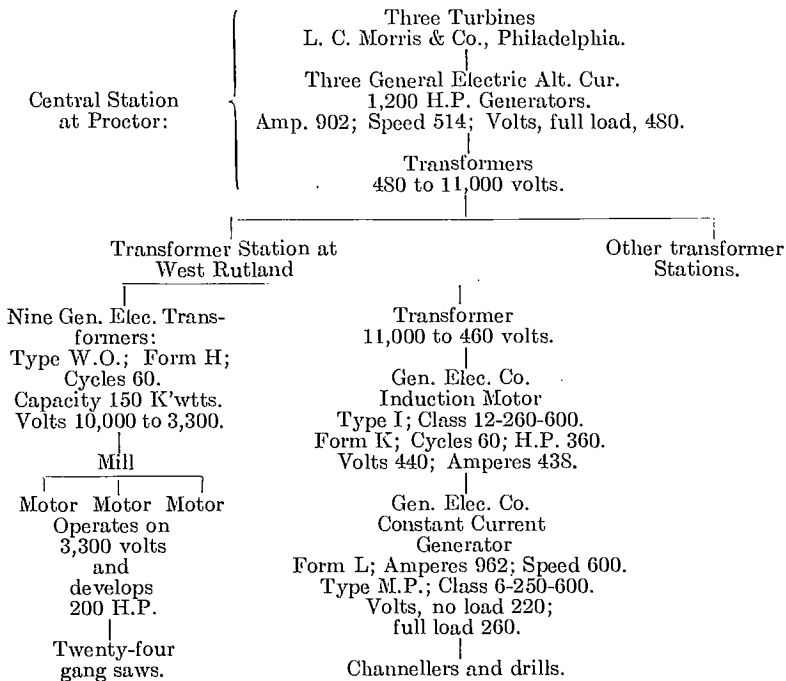 Three Turbines
L. C. Morris & Co., Philadelphia.
Three General Electric Alt. Cur.
1,200 H.P. Generators.
Amp. 902; Speed 514; Volts, full load, 480.
Transformers
480 to 11,000 volts.
Central Station
at Proctor:
Transformer Station at
West Rutland
Other transformer
Stations.
Nine Gen. Elec. Trans-
formers:
Type W.O.; Form H;
Cycles 60.
Capacity 150 K'wtts.
Volts 10,000 to 3,300.
Mill
Motor Motor Motor
Operates on
3,300 volts
and
develops
200 H.P.
Twenty-four
gang saws.
Transformer
11,000 to 460 volts.
Gen. Elec. Co.
Induction Motor
Type I; Class 12-260-600.
Form K; Cycles 60; H.P. 360.
Volts 440; Amperes 438.
Gen. Elec. Co.
Constant Current
Generator
Form L; Amperes 962; Speed 600.
Type M.P.; Class 6-250-600.
Volts, no load 220;
full load 260.
Channellers and drills.